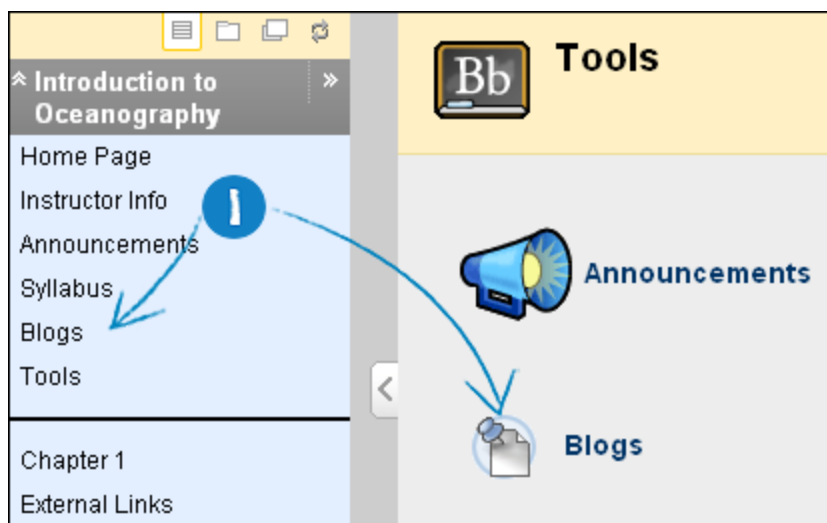 Introduction to
Oceanography
Home Page
Instructor Info
Announcements
Syllabus
Blogs
Tools
Chapter 1
External Links
1
Bb
Tools
Announcements
Blogs